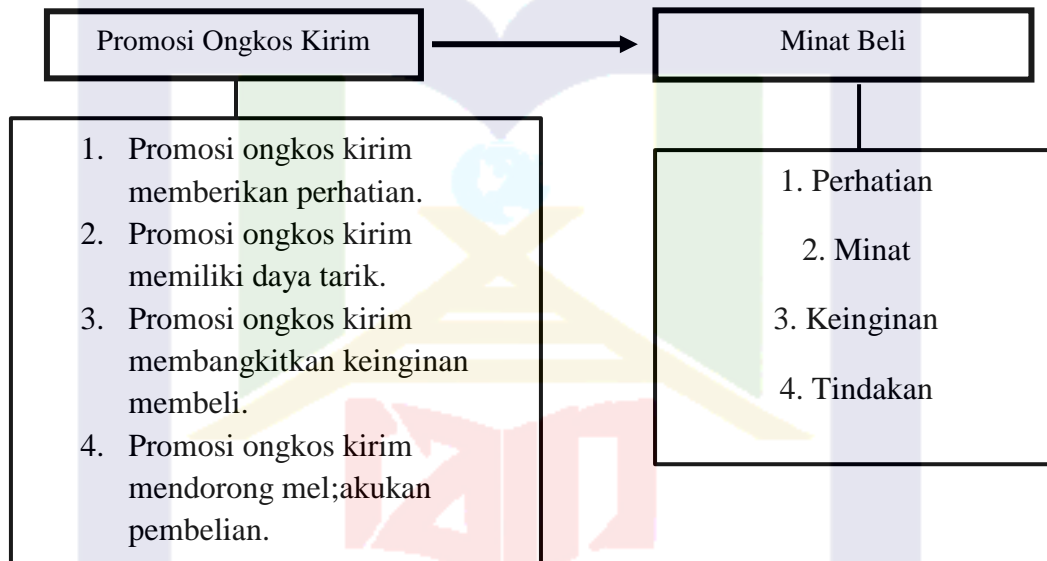 Promosi Ongkos Kirim
Minat Beli
1. Promosi ongkos kirim
memberikan perhatian.
2. Promosi ongkos kirim
memiliki daya tarik.
3. Promosi ongkos kirim
membangkitkan keinginan
membeli.
4. Promosi ongkos kirim
mendorong mel;akukan
pembelian.
1. Perhatian
2. Minat
3. Keinginan
4. Tindakan